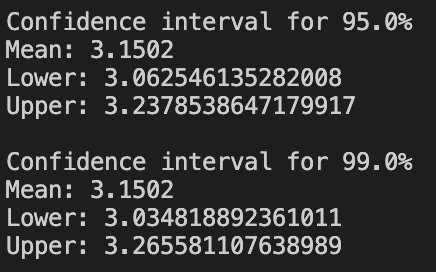 Confidence interval for 95.0%
Mean: 3.1502
Lower: 3.062546135282008
Upper: 3.2378538647179917

Confidence interval for 99.0%
Mean: 3.1502
Lower: 3.034818892361011
Upper: 3.265581107638989